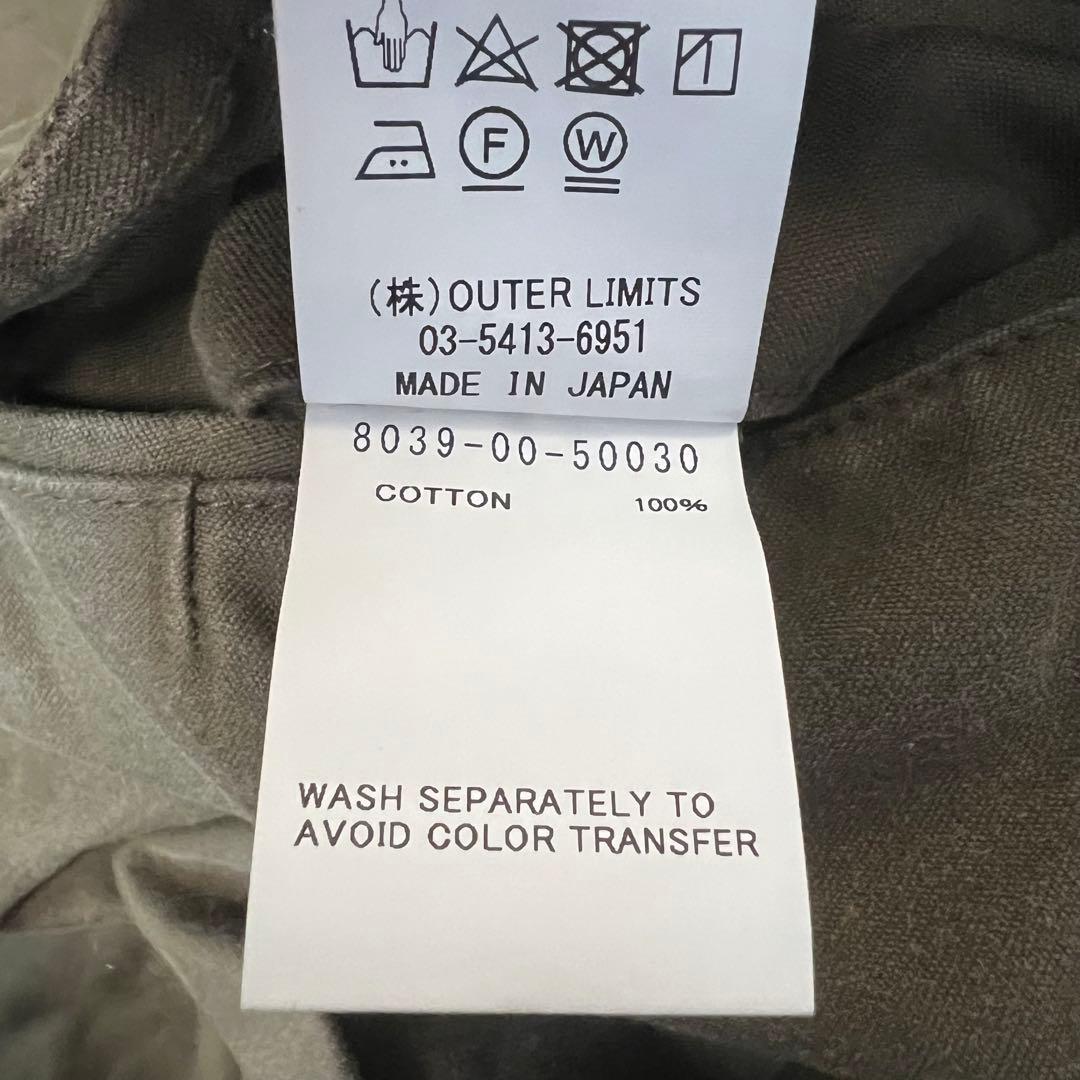 F W
(株)OUTER LIMITS
03-5413-6951
MADE IN JAPAN
8039-00-50030
COTTON 100%
WASH SEPARATELY TO
AVOID COLOR TRANSFER